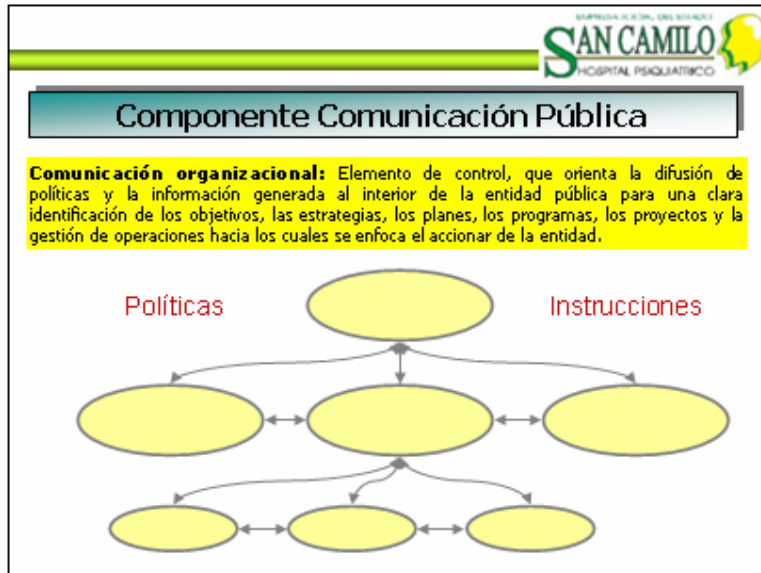 EMPRESA SOCIAL DEL ESTADO
SAN CAMILO
HOSPITAL PSIQUIATRICO
Componente Comunicación Pública
Comunicación organizacional: Elemento de control, que orienta la difusión de
políticas y la información generada al interior de la entidad pública para una clara
identificación de los objetivos, las estrategias, los planes, los programas, los proyectos y la
gestión de operaciones hacia los cuales se enfoca el accionar de la entidad.
Políticas
Instrucciones